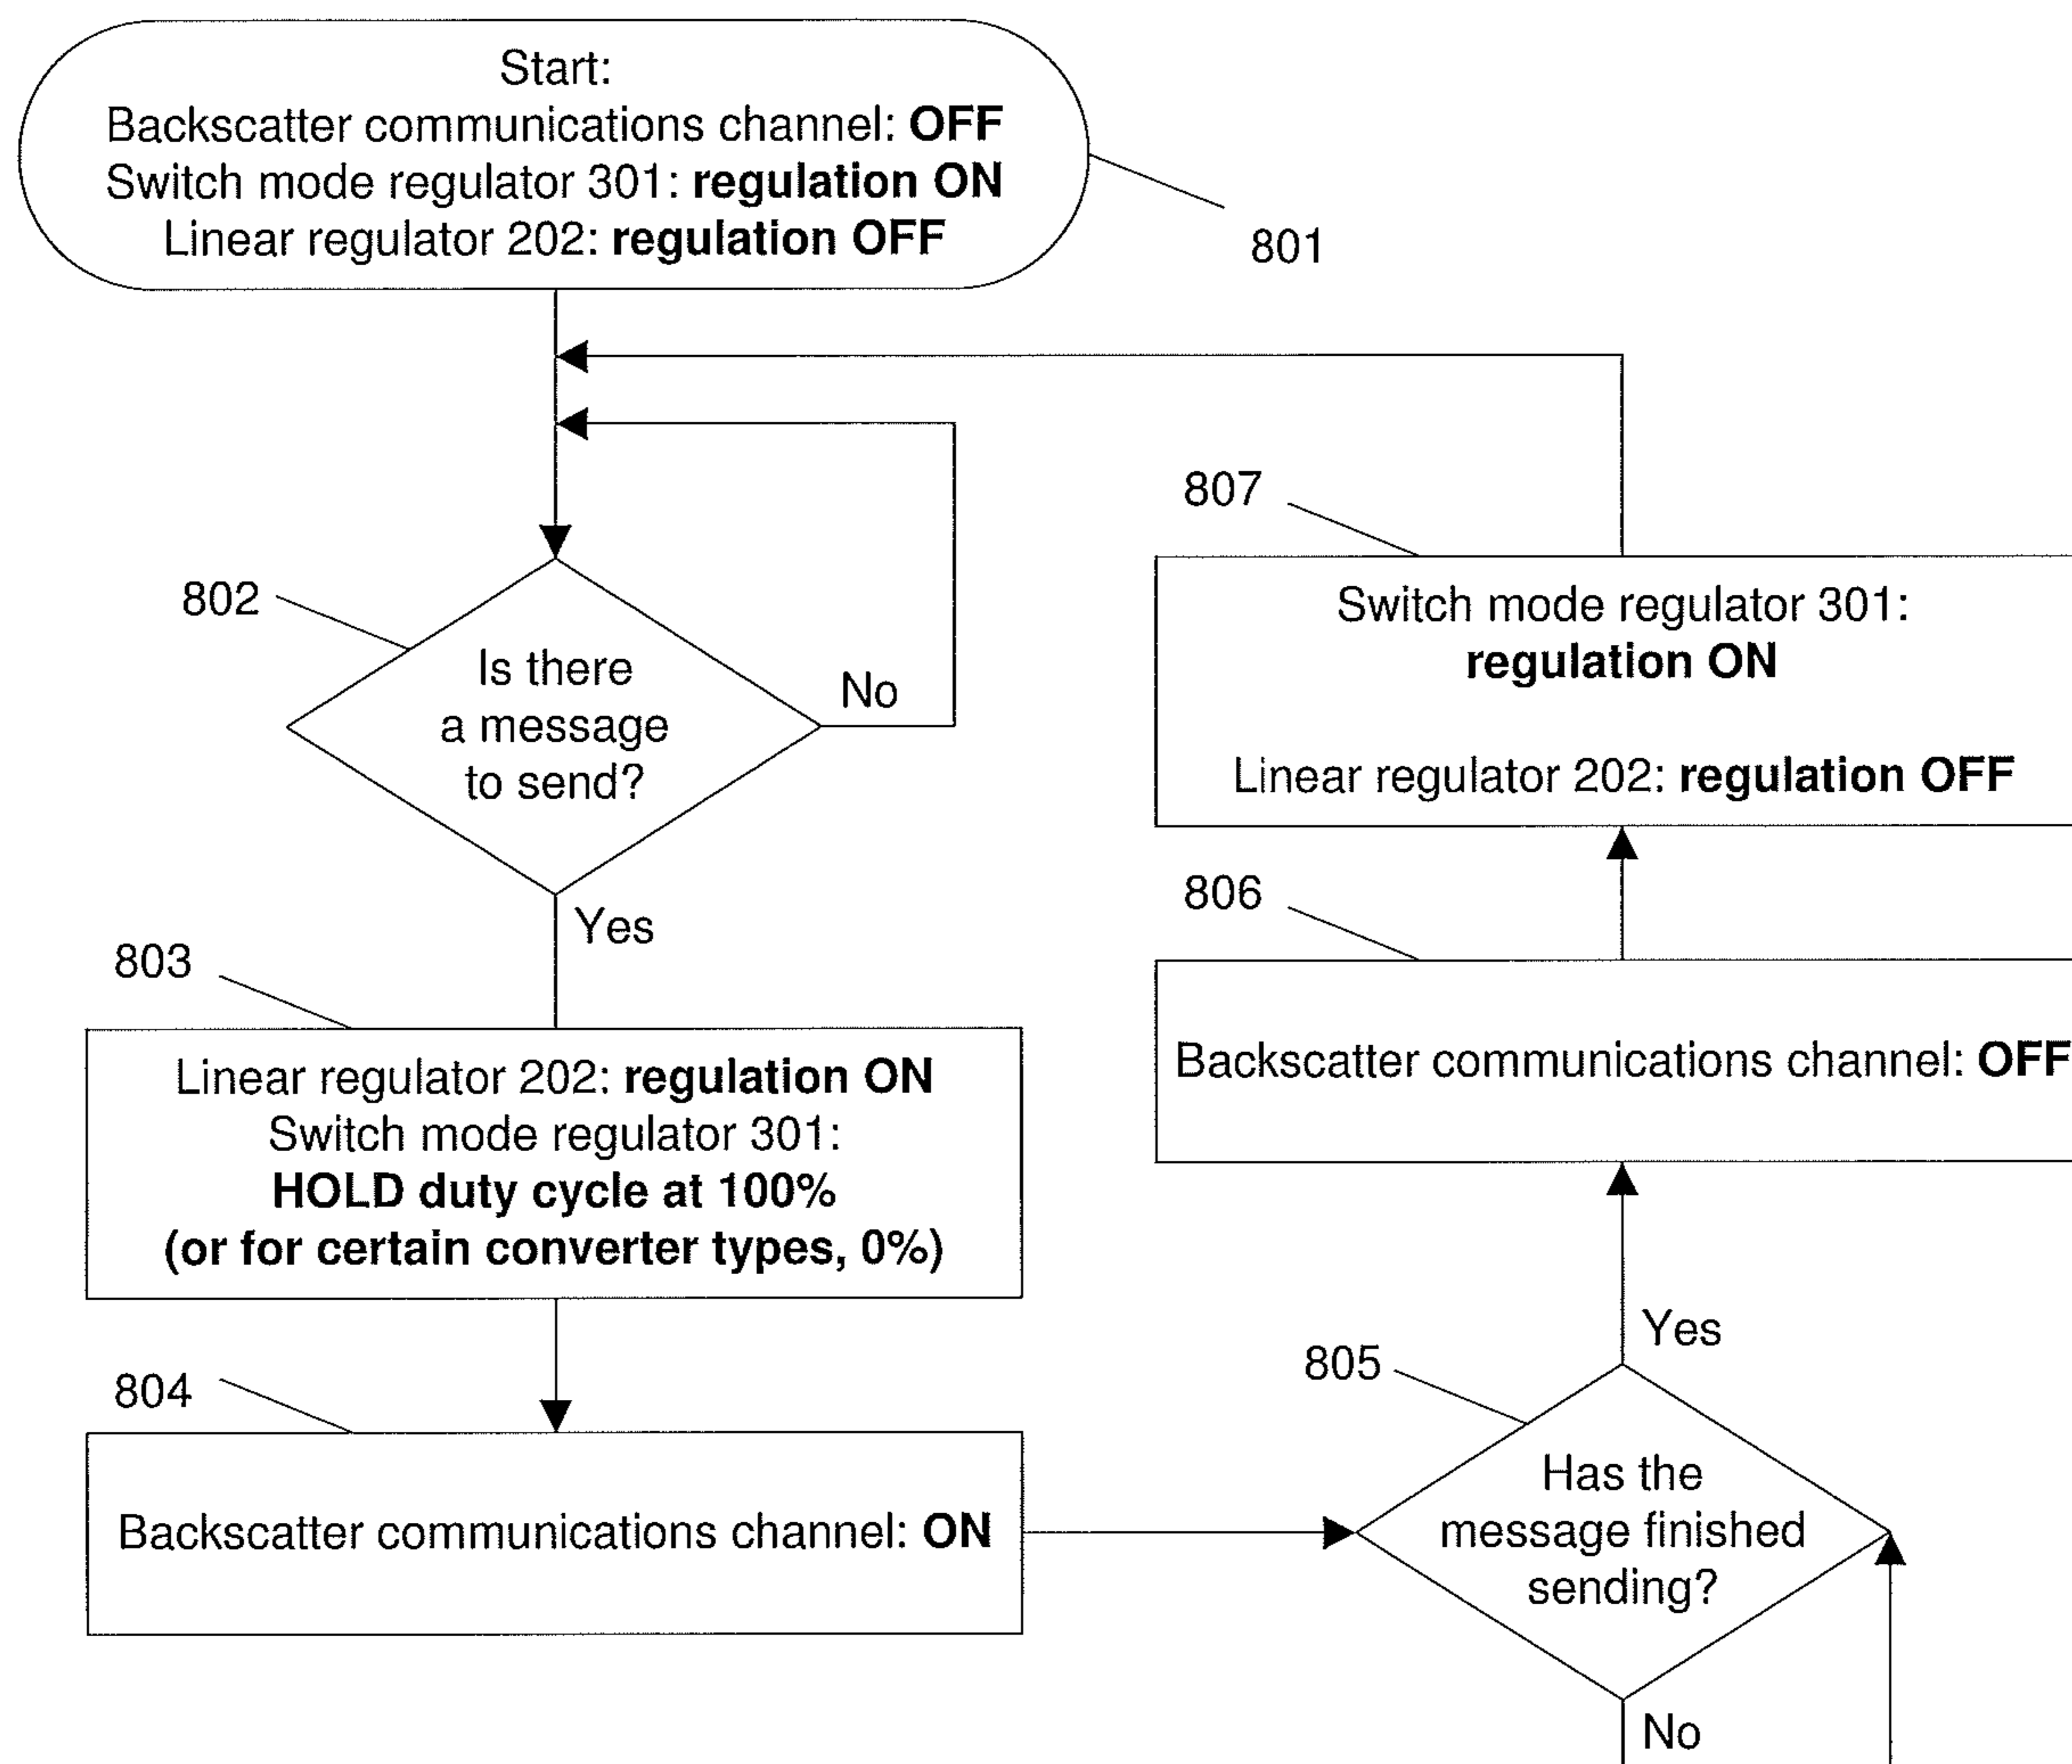 Start:
Backscatter communications channel: OFF
Switch mode regulator 301: regulation ON
Linear regulator 202: regulation OFF
801
802
Is there
a message
to send?
No
Yes
803
Linear regulator 202: regulation ON
Switch mode regulator 301:
HOLD duty cycle at 100%
(or for certain converter types, 0%)
804
Backscatter communications channel: ON
805
Has the
message finished
sending?
No
Yes
806
Backscatter communications channel: OFF
807
Switch mode regulator 301:
regulation ON
Linear regulator 202: regulation OFF